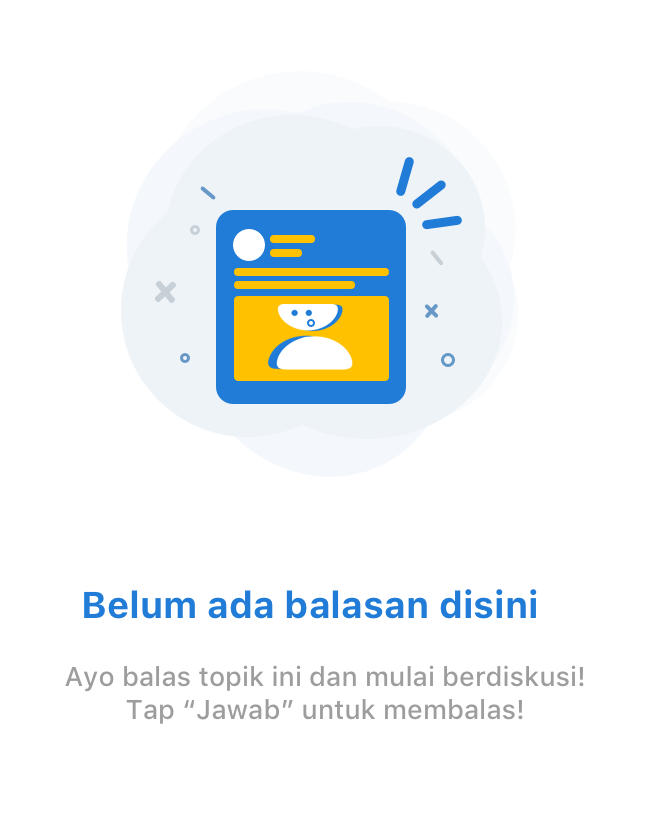 Belum ada balasan disini
Ayo balas topik ini dan mulai berdiskusi!
Tap “Jawab” untuk membalas!